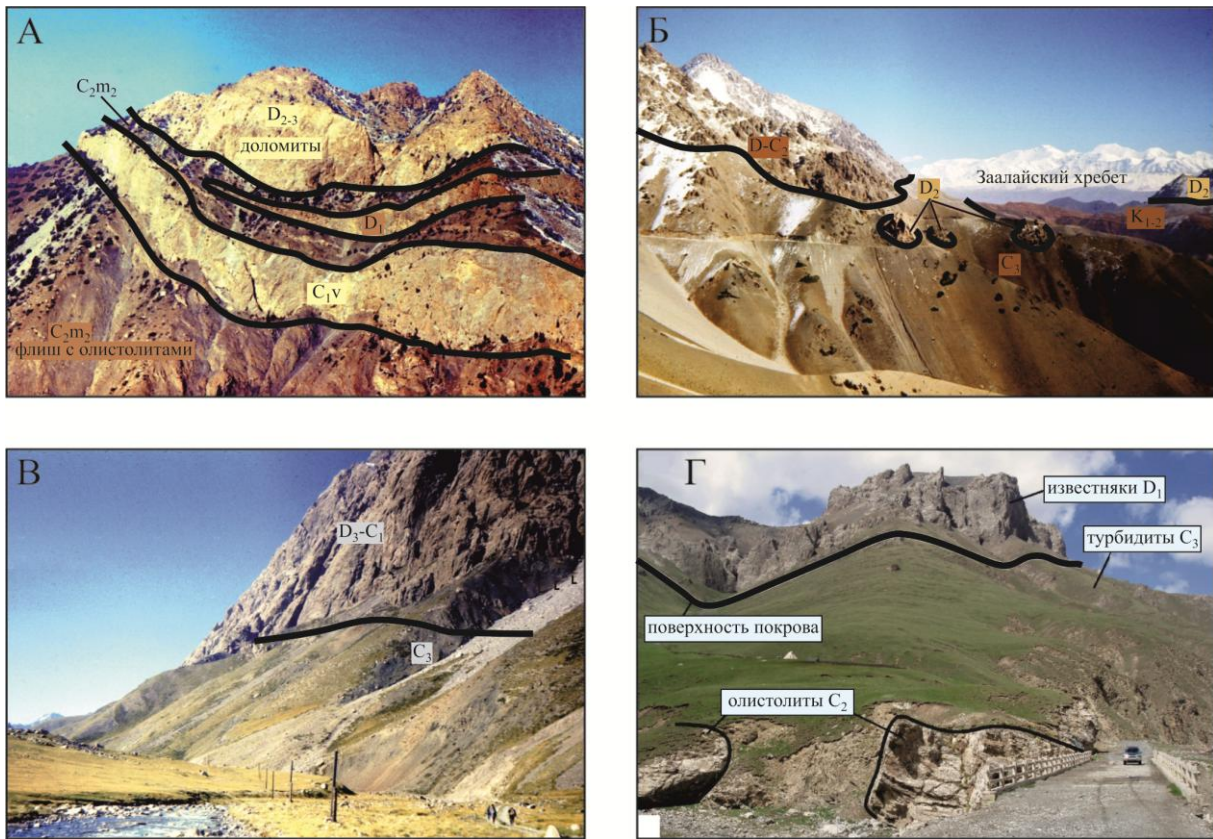 А
C₂m₂
D₂₋₃
доломиты
D₁
C₁v
C₂m₂
флиш с олистолитами
Б
D-C₂
Заалайский хребет
D₂
D₂
K₁₋₂
C₃
В
D₃-C₁
C₃
Г
известняки D₁
турбидиты C₃
поверхность покрова
олистолиты C₂